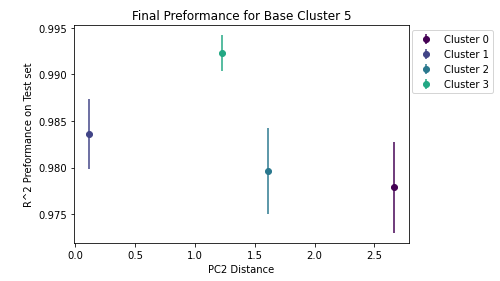 Final Preformance for Base Cluster 5
R^2 Preformance on Test set
0.995
0.990
0.985
0.980
0.975
0.0
0.5
1.0
1.5
2.0
2.5
PC2 Distance
Cluster 0
Cluster 1
Cluster 2
Cluster 3